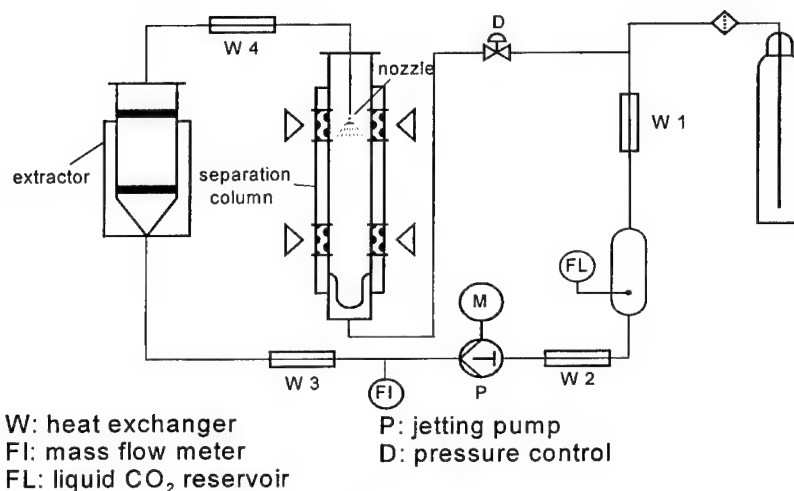 D
W 4
nozzle
W 1
extractor
separation
column
FL
M
W 3
FI
P
W 2
W: heat exchanger
FI: mass flow meter
FL: liquid CO₂ reservoir
P: jetting pump
D: pressure control